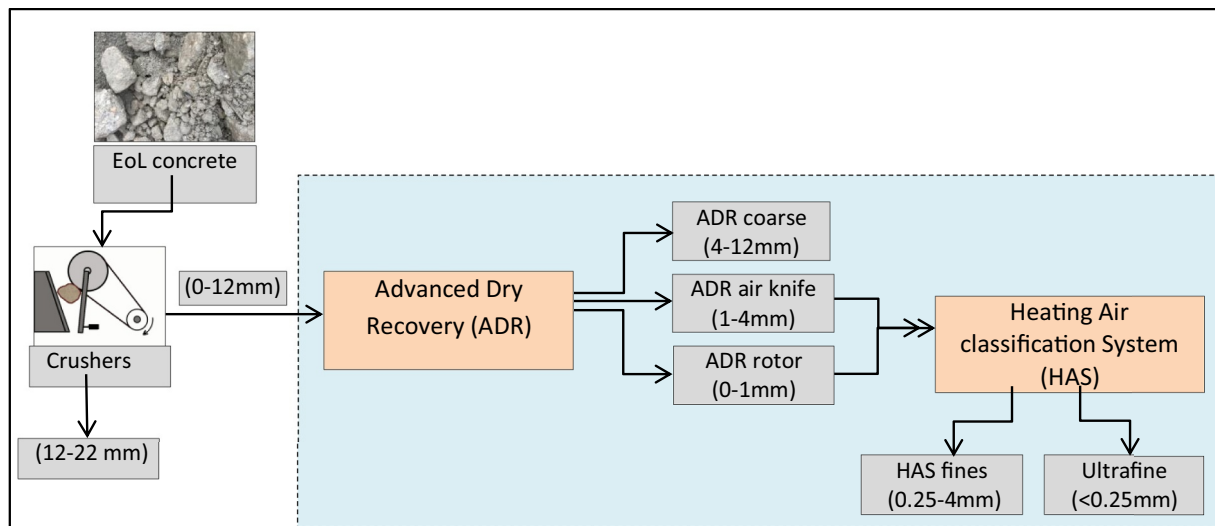 EoL concrete
(0-12mm)
Crushers
(12-22 mm)
Advanced Dry
Recovery (ADR)
ADR coarse
(4-12mm)
ADR air knife
(1-4mm)
ADR rotor
(0-1mm)
Heating Air
classification System
(HAS)
HAS fines
(0.25-4mm)
Ultrafine
(<0.25mm)